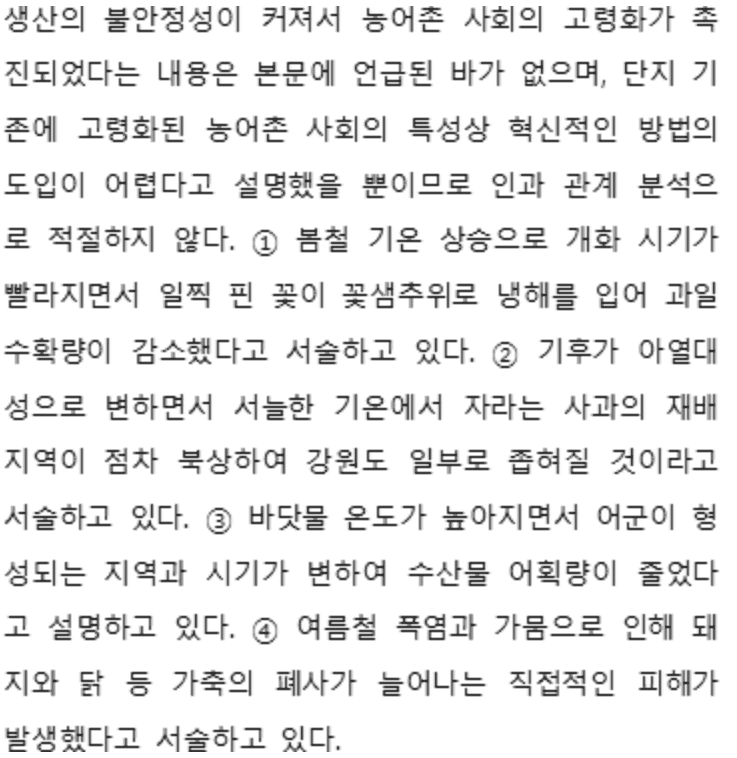 생산의 불안정성이 커져서 농어촌 사회의 고령화가 촉
진되었다는 내용은 본문에 언급된 바가 없으며, 단지 기
존에 고령화된 농어촌 사회의 특성상 혁신적인 방법의
도입이 어렵다고 설명했을 뿐이므로 인과 관계 분석으
로 적절하지 않다. ① 봄철 기온 상승으로 개화 시기가
빨라지면서 일찍 핀 꽃이 꽃샘추위로 냉해를 입어 과일
수확량이 감소했다고 서술하고 있다. ② 기후가 아열대
성으로 변하면서 서늘한 기온에서 자라는 사과의 재배
지역이 점차 북상하여 강원도 일부로 좁혀질 것이라고
서술하고 있다. ③ 바닷물 온도가 높아지면서 어군이 형
성되는 지역과 시기가 변하여 수산물 어획량이 줄었다
고 설명하고 있다. ④ 여름철 폭염과 가뭄으로 인해 돼
지와 닭 등 가축의 폐사가 늘어나는 직접적인 피해가
발생했다고 서술하고 있다.